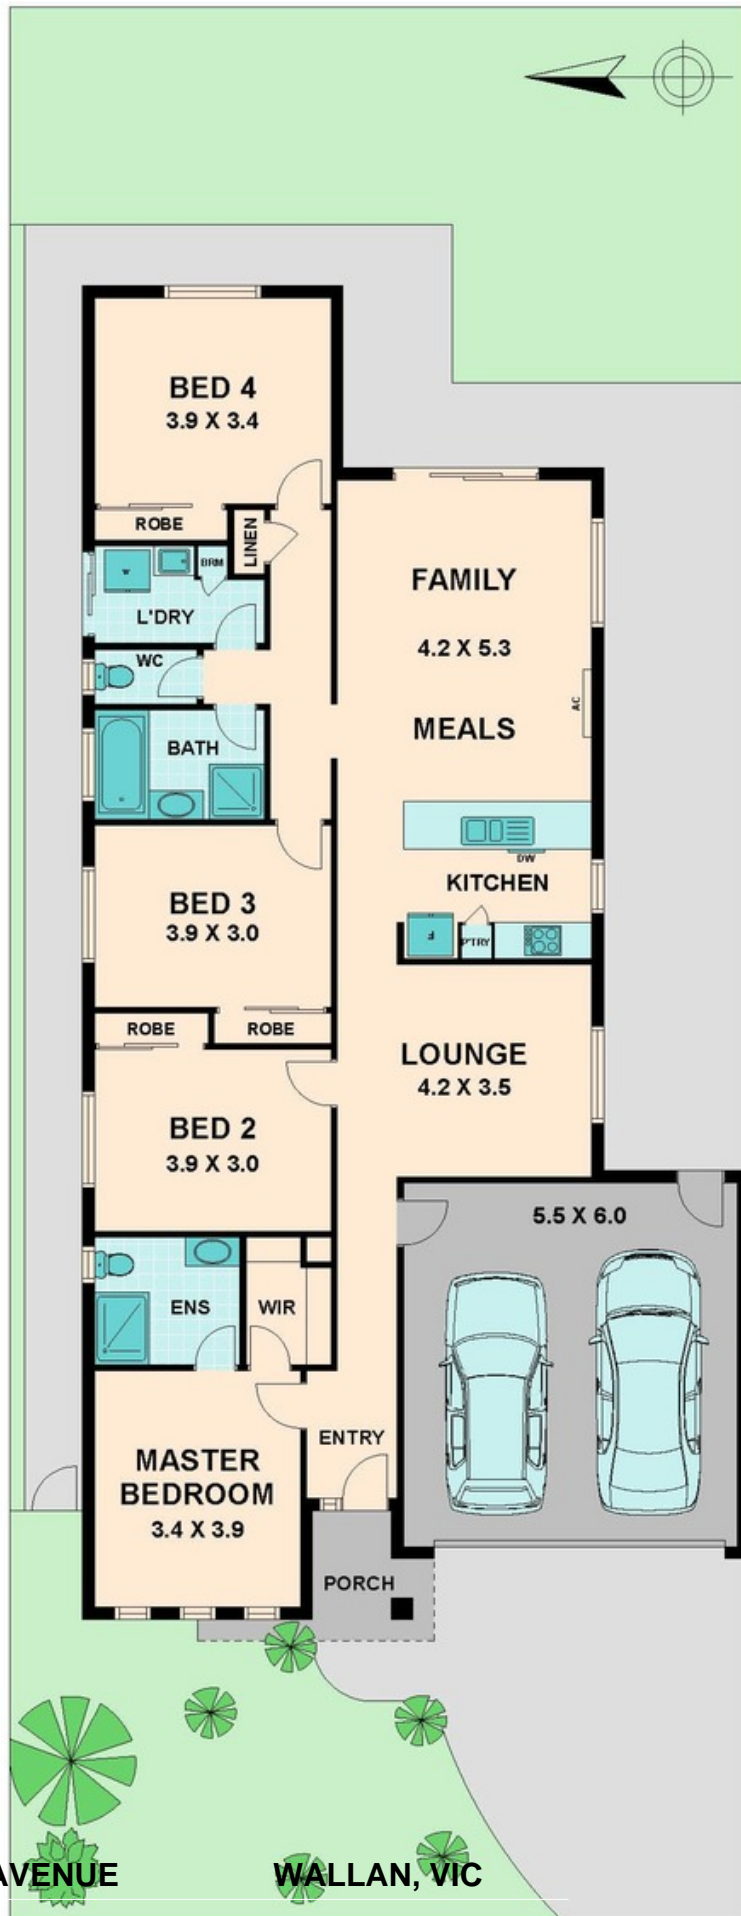 BED 4
3.9 X 3.4
ROBE
LINEN
BRM
W
L'DRY
WC
BATH
FAMILY
4.2 X 5.3
AC
MEALS
DW
KITCHEN
F
P'TRY
BED 3
3.9 X 3.0
ROBE
ROBE
LOUNGE
4.2 X 3.5
BED 2
3.9 X 3.0
5.5 X 6.0
ENS
WIR
ENTRY
MASTER
BEDROOM
3.4 X 3.9
PORCH
AVENUE WALLAN, VIC